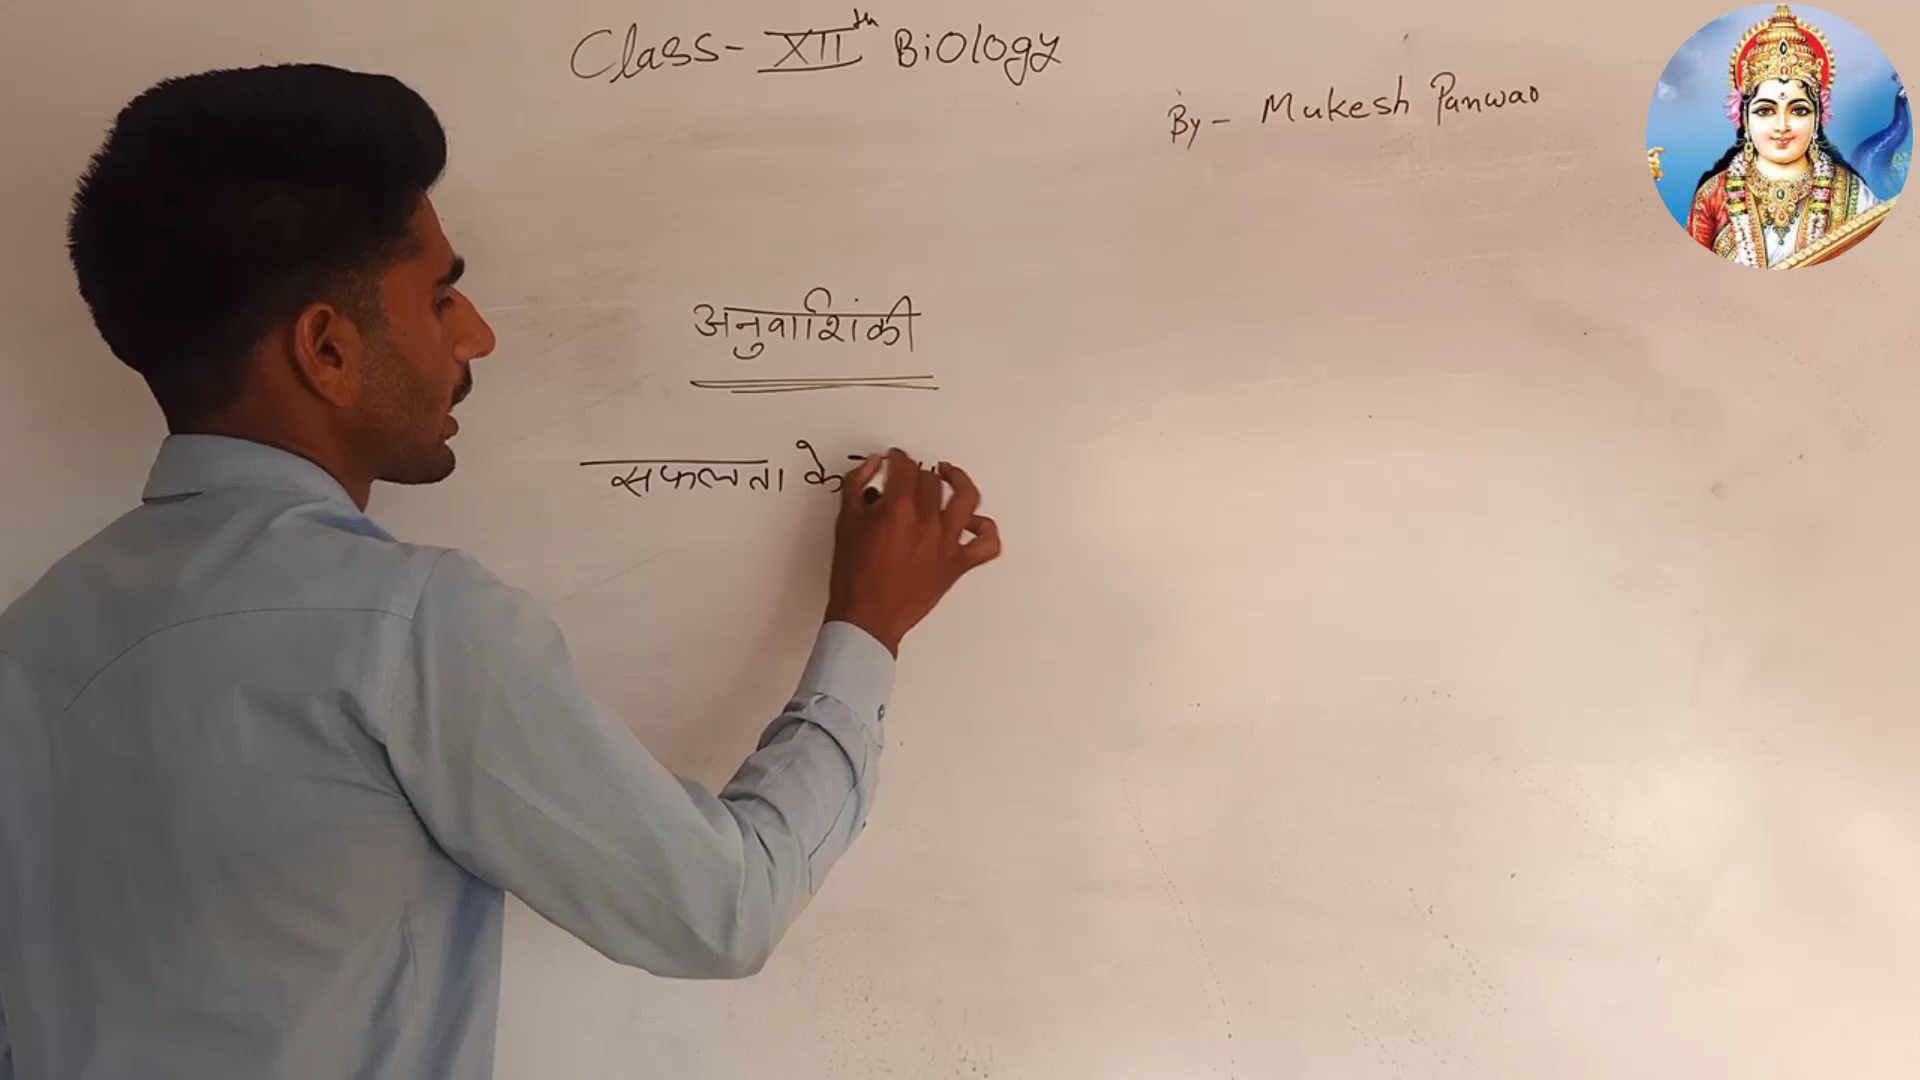 Class- XIIth Biology
By - Mukesh Panwar
अनुवाशिंकी
सफलता के